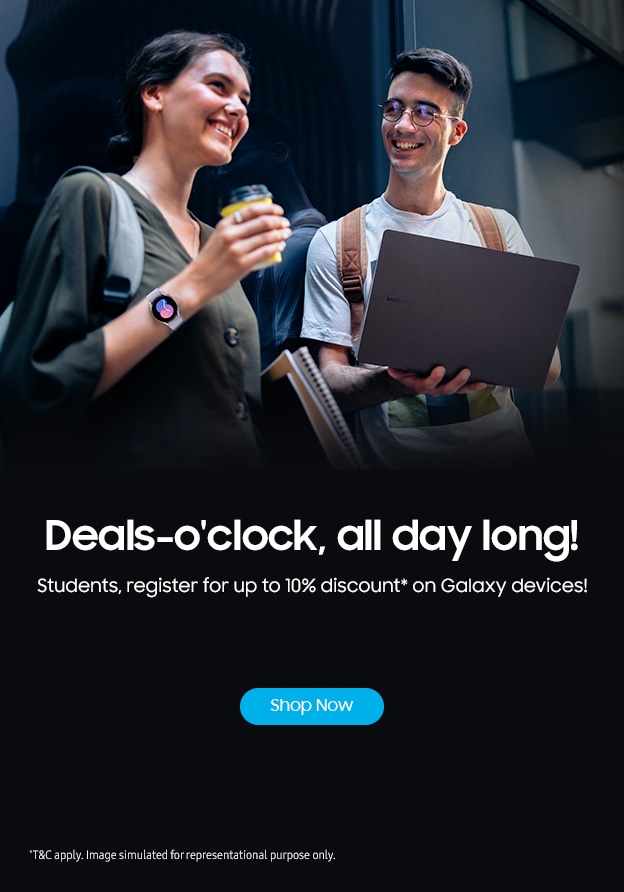 Deals-o'clock, all day long!
Students, register for up to 10% discount* on Galaxy devices!
Shop Now
*T&C apply. Image simulated for representational purpose only.